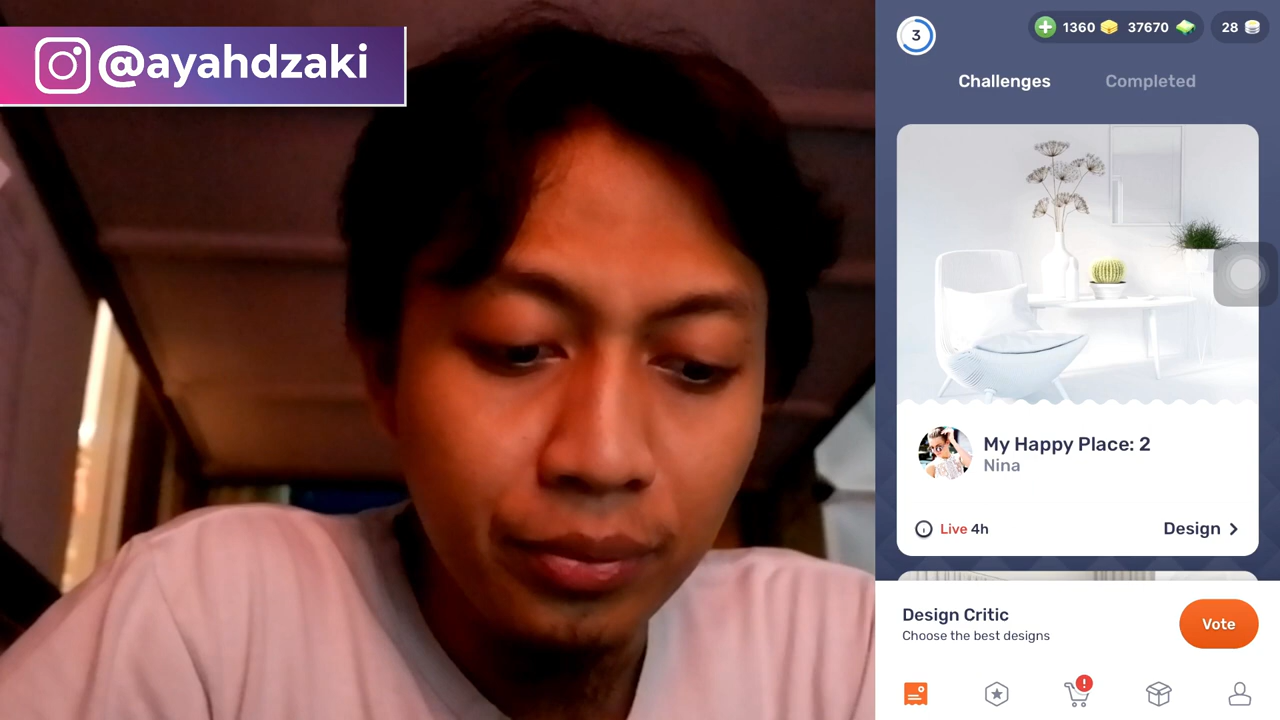 @ayahdzaki
3
1360
37670
28
Challenges
Completed
My Happy Place: 2
Nina
Live 4h
Design
Design Critic
Choose the best designs
Vote